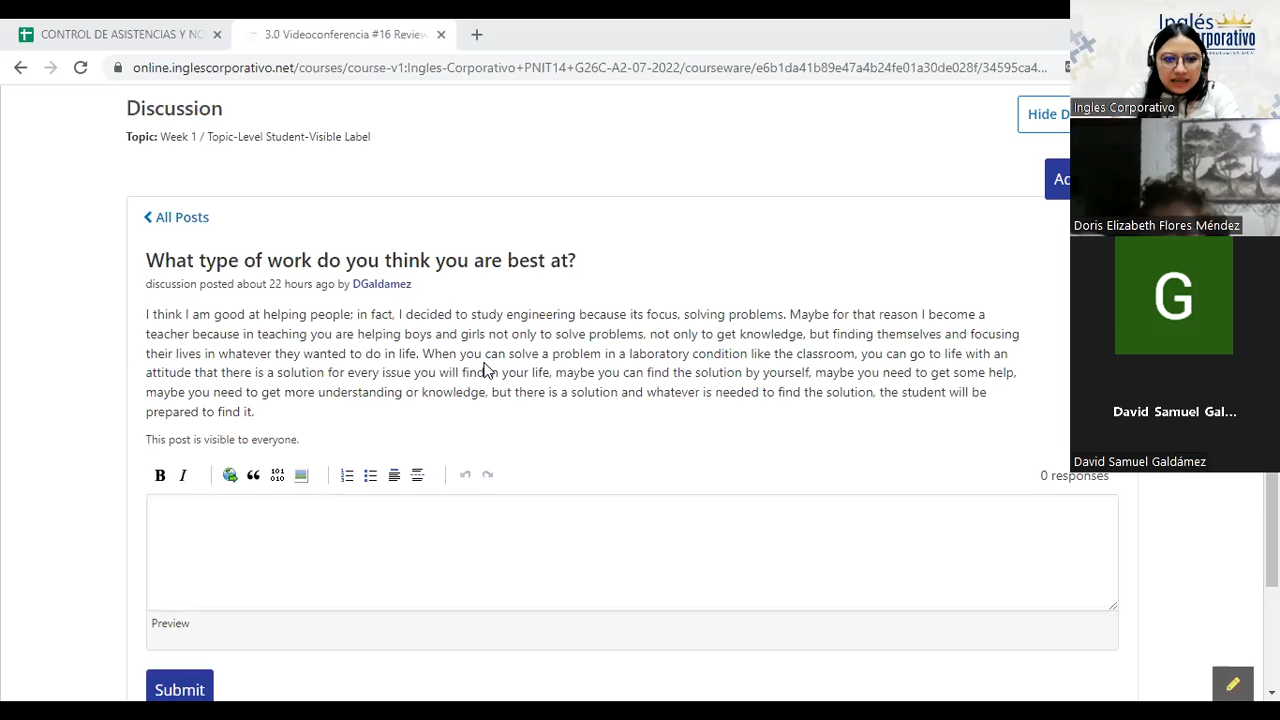 CONTROL DE ASISTENCIAS Y NO
3.0 Videoconferencia #16 Review
online.inglescorporativo.net/courses/course-v1:Ingles-Corporativo+PNIT14+G26C-A2-07-2022/courseware/e6b1da41b89e47a4b24fe01a30de028f/34595ca4...
Inglés
Corporativo
Ingles Corporativo
Discussion
Topic: Week 1 / Topic-Level Student-Visible Label
Hide D
Ac
Doris Elizabeth Flores Méndez
All Posts
What type of work do you think you are best at?
discussion posted about 22 hours ago by DGaldamez
I think I am good at helping people; in fact, I decided to study engineering because its focus, solving problems. Maybe for that reason I become a
teacher because in teaching you are helping boys and girls not only to solve problems, not only to get knowledge, but finding themselves and focusing
their lives in whatever they wanted to do in life. When you can solve a problem in a laboratory condition like the classroom, you can go to life with an
attitude that there is a solution for every issue you will find in your life, maybe you can find the solution by yourself, maybe you need to get some help,
maybe you need to get more understanding or knowledge, but there is a solution and whatever is needed to find the solution, the student will be
prepared to find it.
This post is visible to everyone.
G
David Samuel Gal...
David Samuel Galdámez
B I
0 responses
Preview
Submit